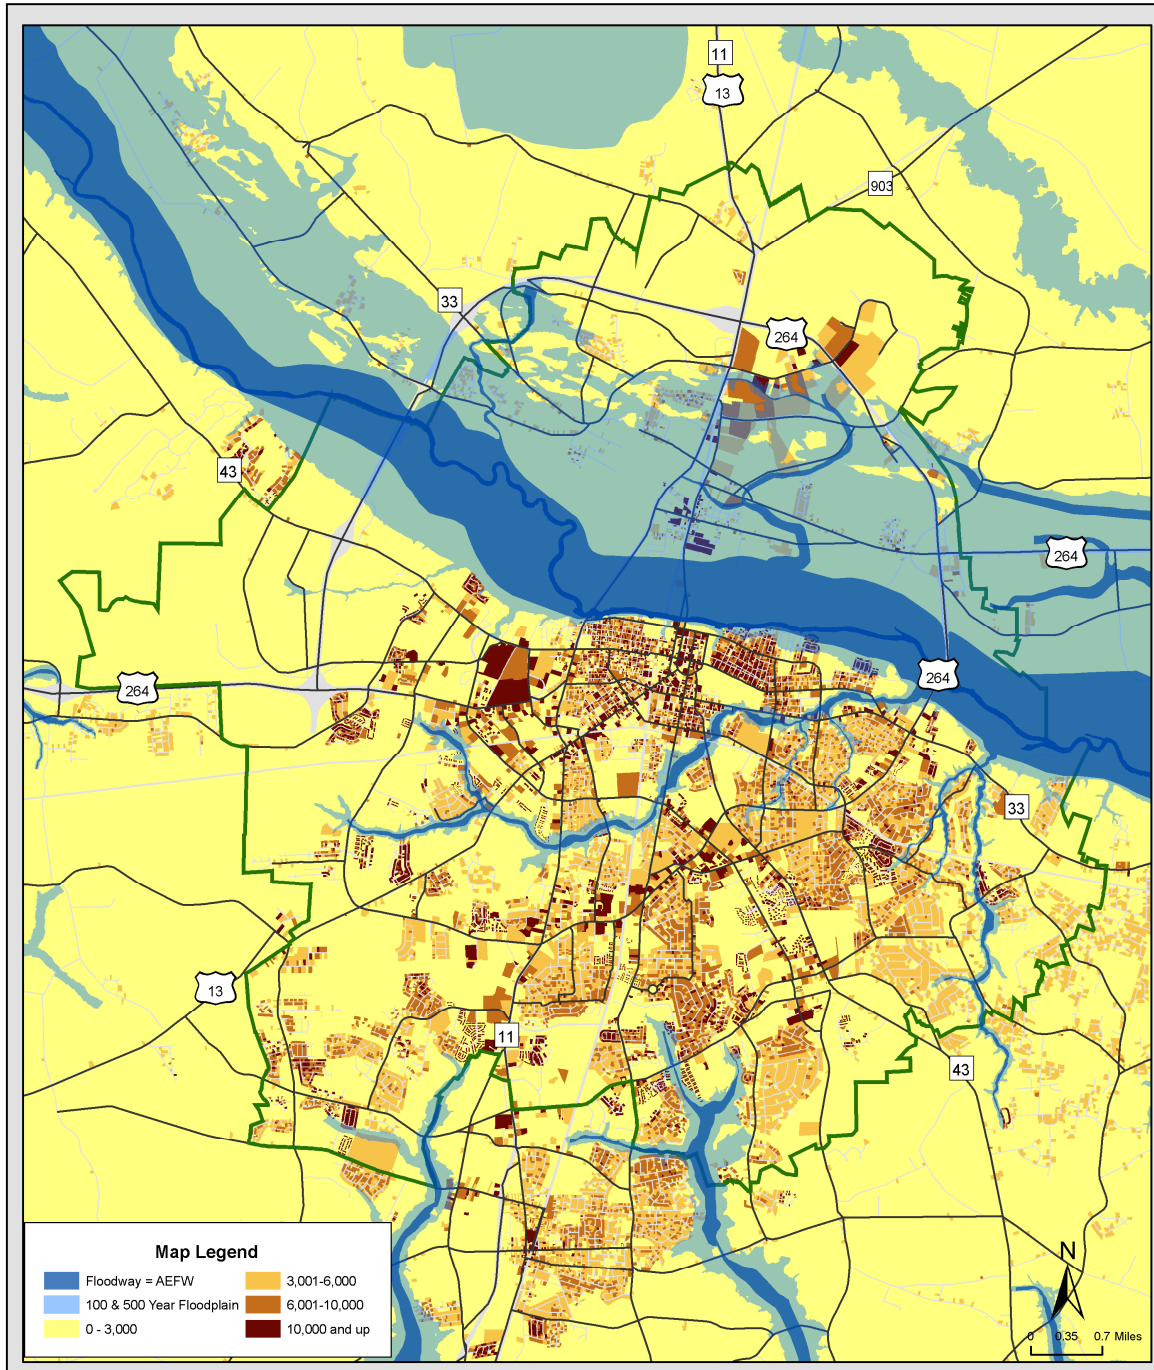 11
13
903
33
264
43
264
264
264
33
13
11
43
Map Legend
Floodway = AEFW
100 & 500 Year Floodplain
0 - 3,000
3,001-6,000
6,001-10,000
10,000 and up
N
0 0.35 0.7 Miles